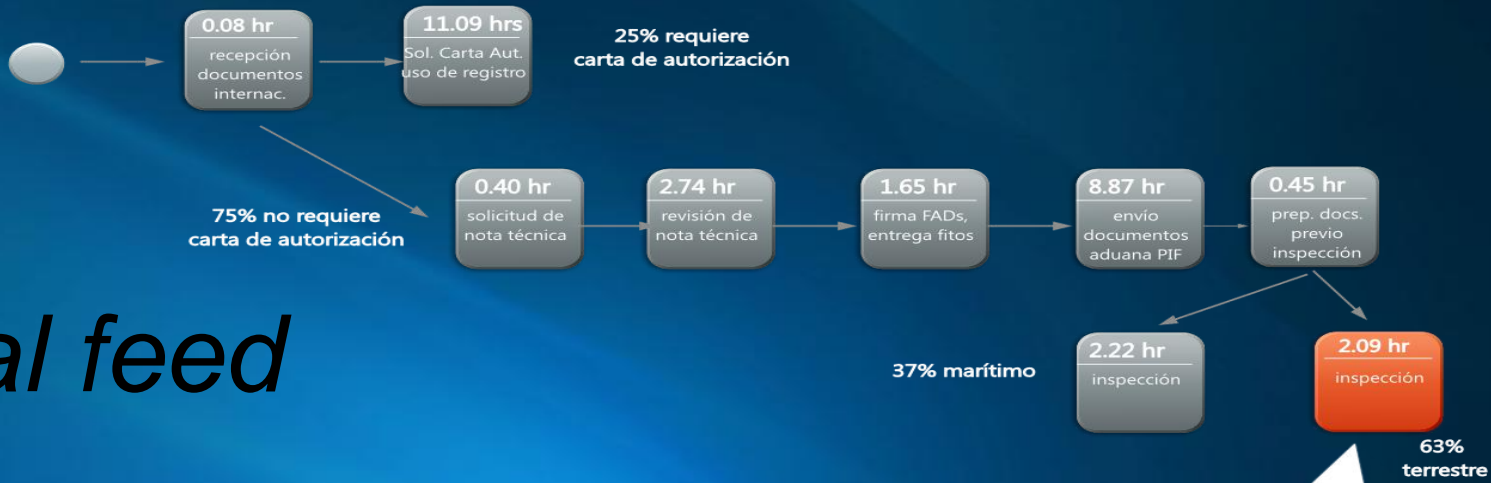 0.08 hr
recepción
documentos
internac.
11.09 hrs
Sol. Carta Aut.
uso de registro
25% requiere
carta de autorización
75% no requiere
carta de autorización
0.40 hr
solicitud de
nota técnica
2.74 hr
revisión de
nota técnica
1.65 hr
firma FADs,
entrega fitos
8.87 hr
envío
documentos
aduana PIF
0.45 hr
prep. docs.
previo
inspección
al feed
37% marítimo
2.22 hr
inspección
2.09 hr
inspección
63%
terrestre